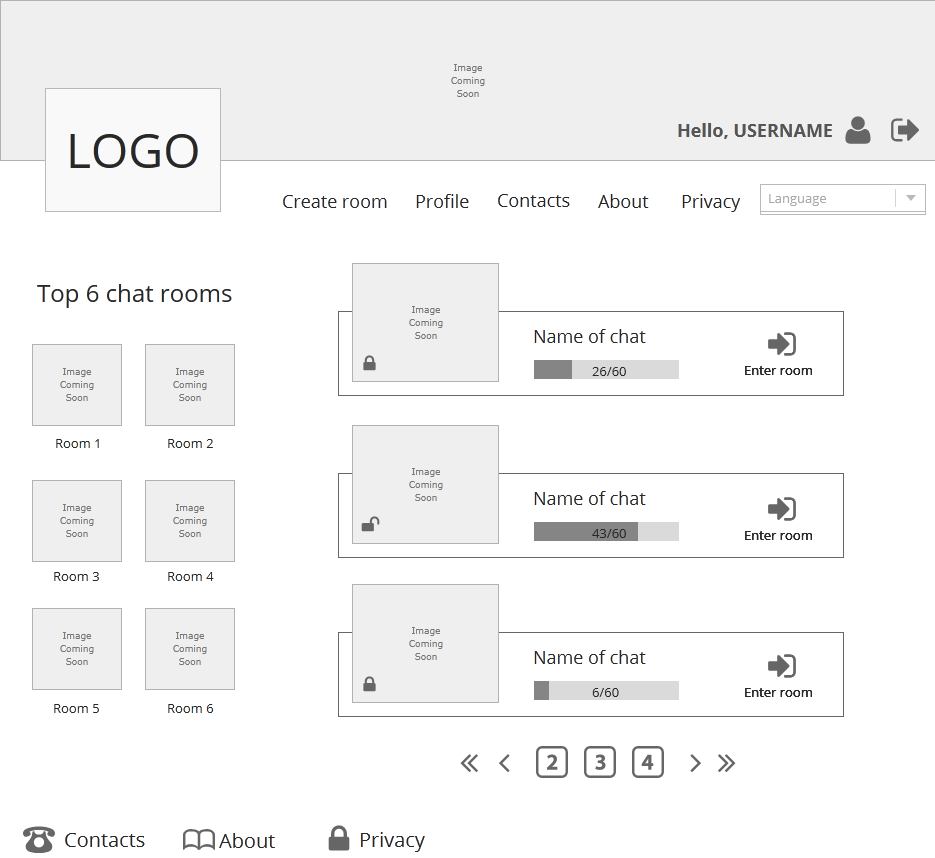 Image
Coming
Soon
LOGO
Hello, USERNAME
Create room
Profile
Contacts
About
Privacy
Language
Top 6 chat rooms
Image
Coming
Soon
Room 1
Image
Coming
Soon
Room 2
Image
Coming
Soon
Room 3
Image
Coming
Soon
Room 4
Image
Coming
Soon
Room 5
Image
Coming
Soon
Room 6
Image
Coming
Soon
Name of chat
26/60
Enter room
Image
Coming
Soon
Name of chat
43/60
Enter room
Image
Coming
Soon
Name of chat
6/60
Enter room
2
3
4
Contacts
About
Privacy